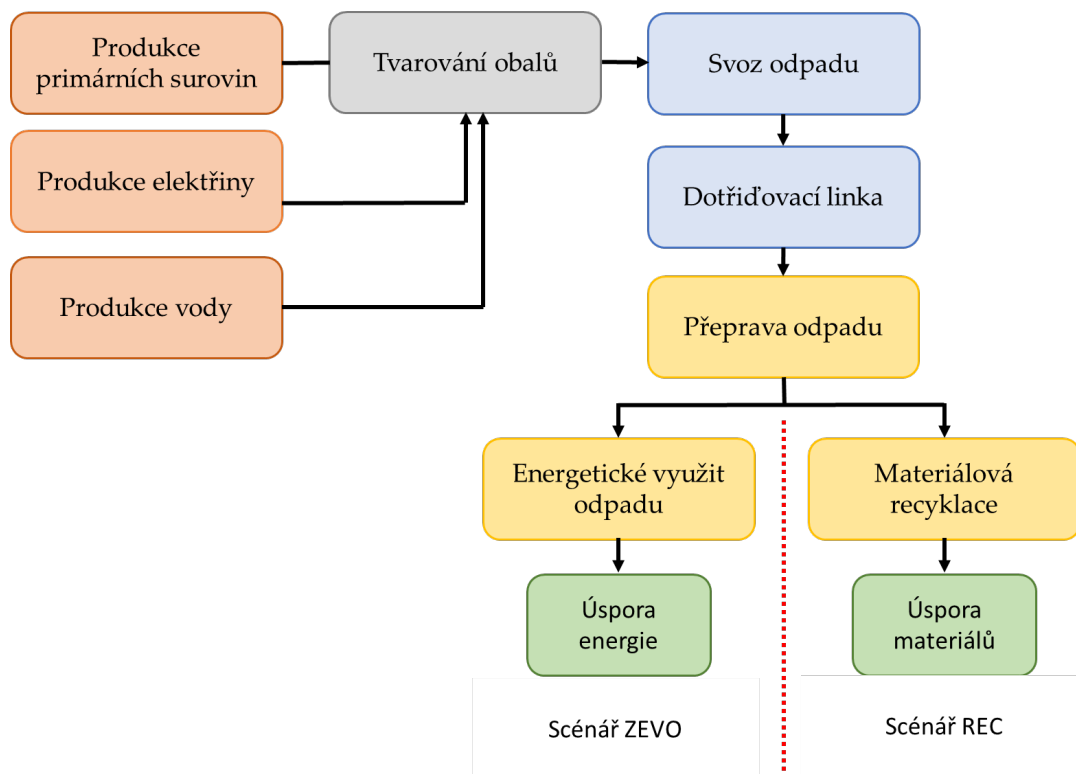 Produkce
primárních surovin
Tvarování obalů
Svoz odpadu
Produkce elektřiny
Dotřiďovací linka
Produkce vody
Přeprava odpadu
Energetické využit
odpadu
Materiálová
recyklace
Úspora
energie
Úspora
materiálů
Scénář ZEVO
Scénář REC